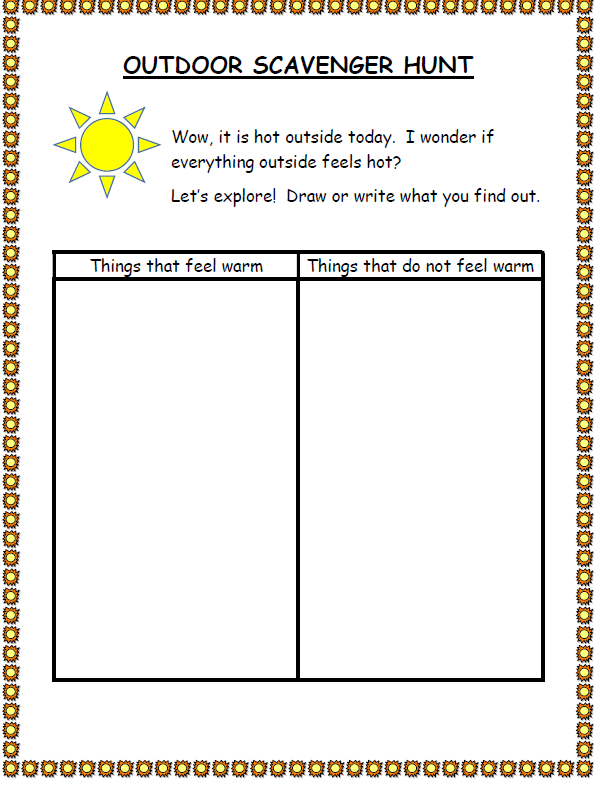 OUTDOOR SCAVENGER HUNT
Wow, it is hot outside today.  I wonder if
everything outside feels hot?
Let's explore!  Draw or write what you find out.
Things that feel warm
Things that do not feel warm